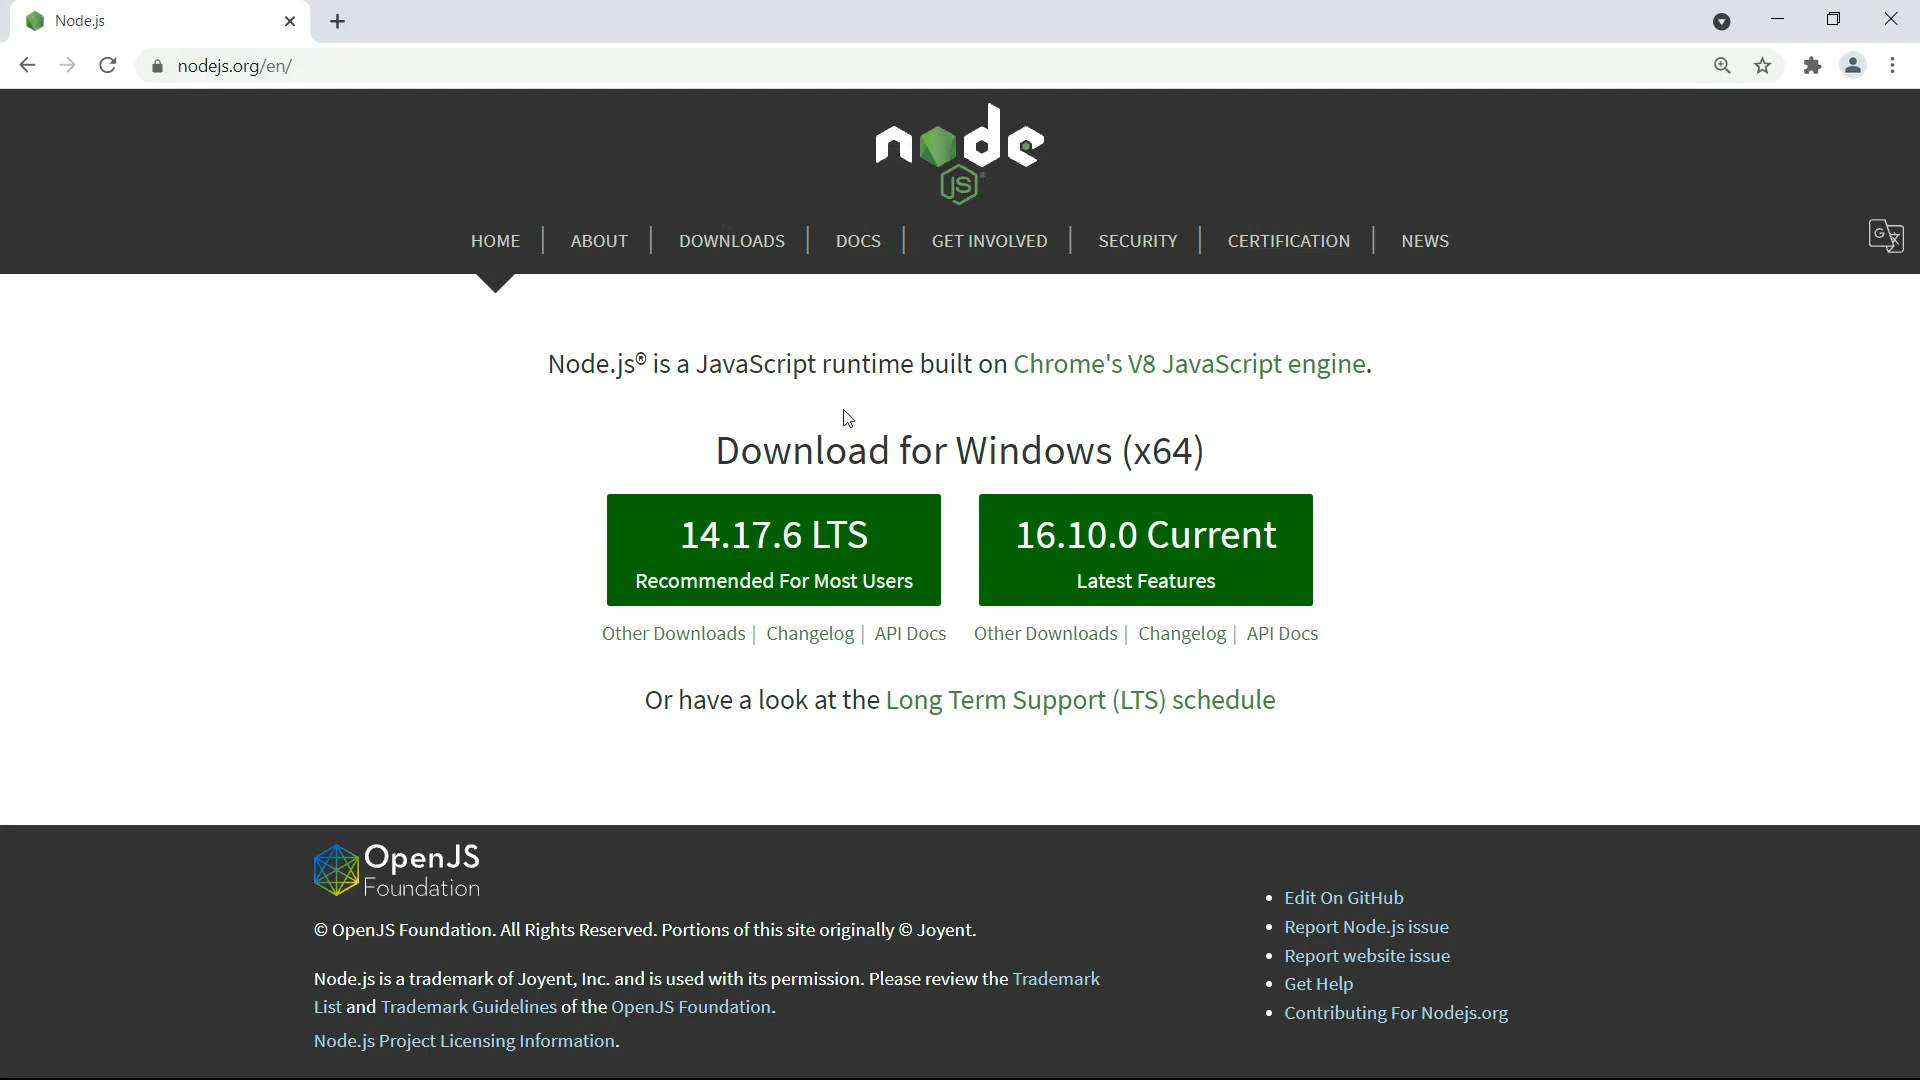 Node.js
nodejs.org/en/
node
JS
HOME
ABOUT
DOWNLOADS
DOCS
GET INVOLVED
SECURITY
CERTIFICATION
NEWS
Node.js® is a JavaScript runtime built on Chrome's V8 JavaScript engine.
Download for Windows (x64)
14.17.6 LTS
Recommended For Most Users
16.10.0 Current
Latest Features
Other Downloads | Changelog | API Docs
Other Downloads | Changelog | API Docs
Or have a look at the Long Term Support (LTS) schedule
OpenJS
Foundation
© OpenJS Foundation. All Rights Reserved. Portions of this site originally © Joyent.
Node.js is a trademark of Joyent, Inc. and is used with its permission. Please review the Trademark
List and Trademark Guidelines of the OpenJS Foundation.
Node.js Project Licensing Information.
Edit On GitHub
Report Node.js issue
Report website issue
Get Help
Contributing For Nodejs.org